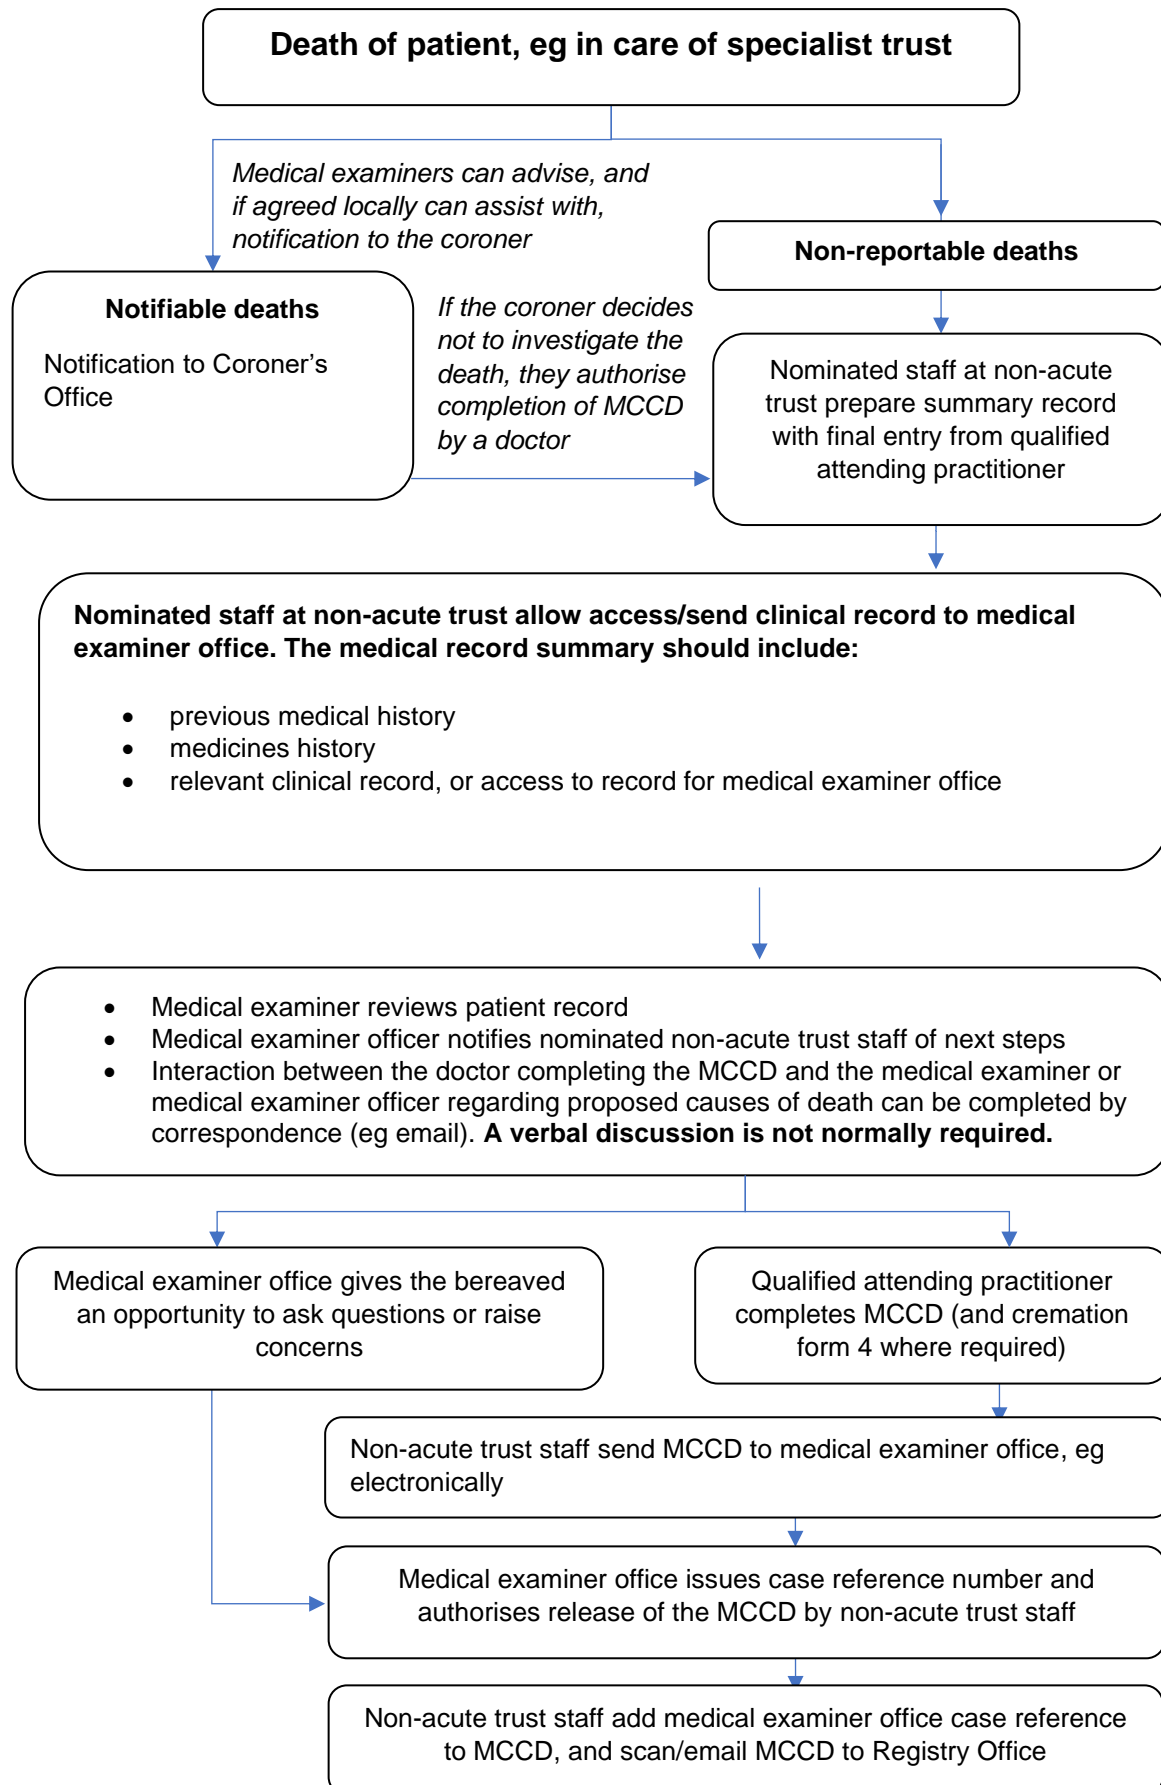 Death of patient, eg in care of specialist trust
Medical examiners can advise, and
if agreed locally can assist with,
notification to the coroner
Non-reportable deaths
Notifiable deaths
Notification to Coroner's
Office
If the coroner decides
not to investigate the
death, they authorise
completion of MCCD
by a doctor
Nominated staff at non-acute
trust prepare summary record
with final entry from qualified
attending practitioner
Nominated staff at non-acute trust allow access/send clinical record to medical
examiner office. The medical record summary should include:
• previous medical history
• medicines history
• relevant clinical record, or access to record for medical examiner office
• Medical examiner reviews patient record
• Medical examiner officer notifies nominated non-acute trust staff of next steps
• Interaction between the doctor completing the MCCD and the medical examiner or
medical examiner officer regarding proposed causes of death can be completed by
correspondence (eg email). A verbal discussion is not normally required.
Medical examiner office gives the bereaved
an opportunity to ask questions or raise
concerns
Qualified attending practitioner
completes MCCD (and cremation
form 4 where required)
Non-acute trust staff send MCCD to medical examiner office, eg
electronically
Medical examiner office issues case reference number and
authorises release of the MCCD by non-acute trust staff
Non-acute trust staff add medical examiner office case reference
to MCCD, and scan/email MCCD to Registry Office